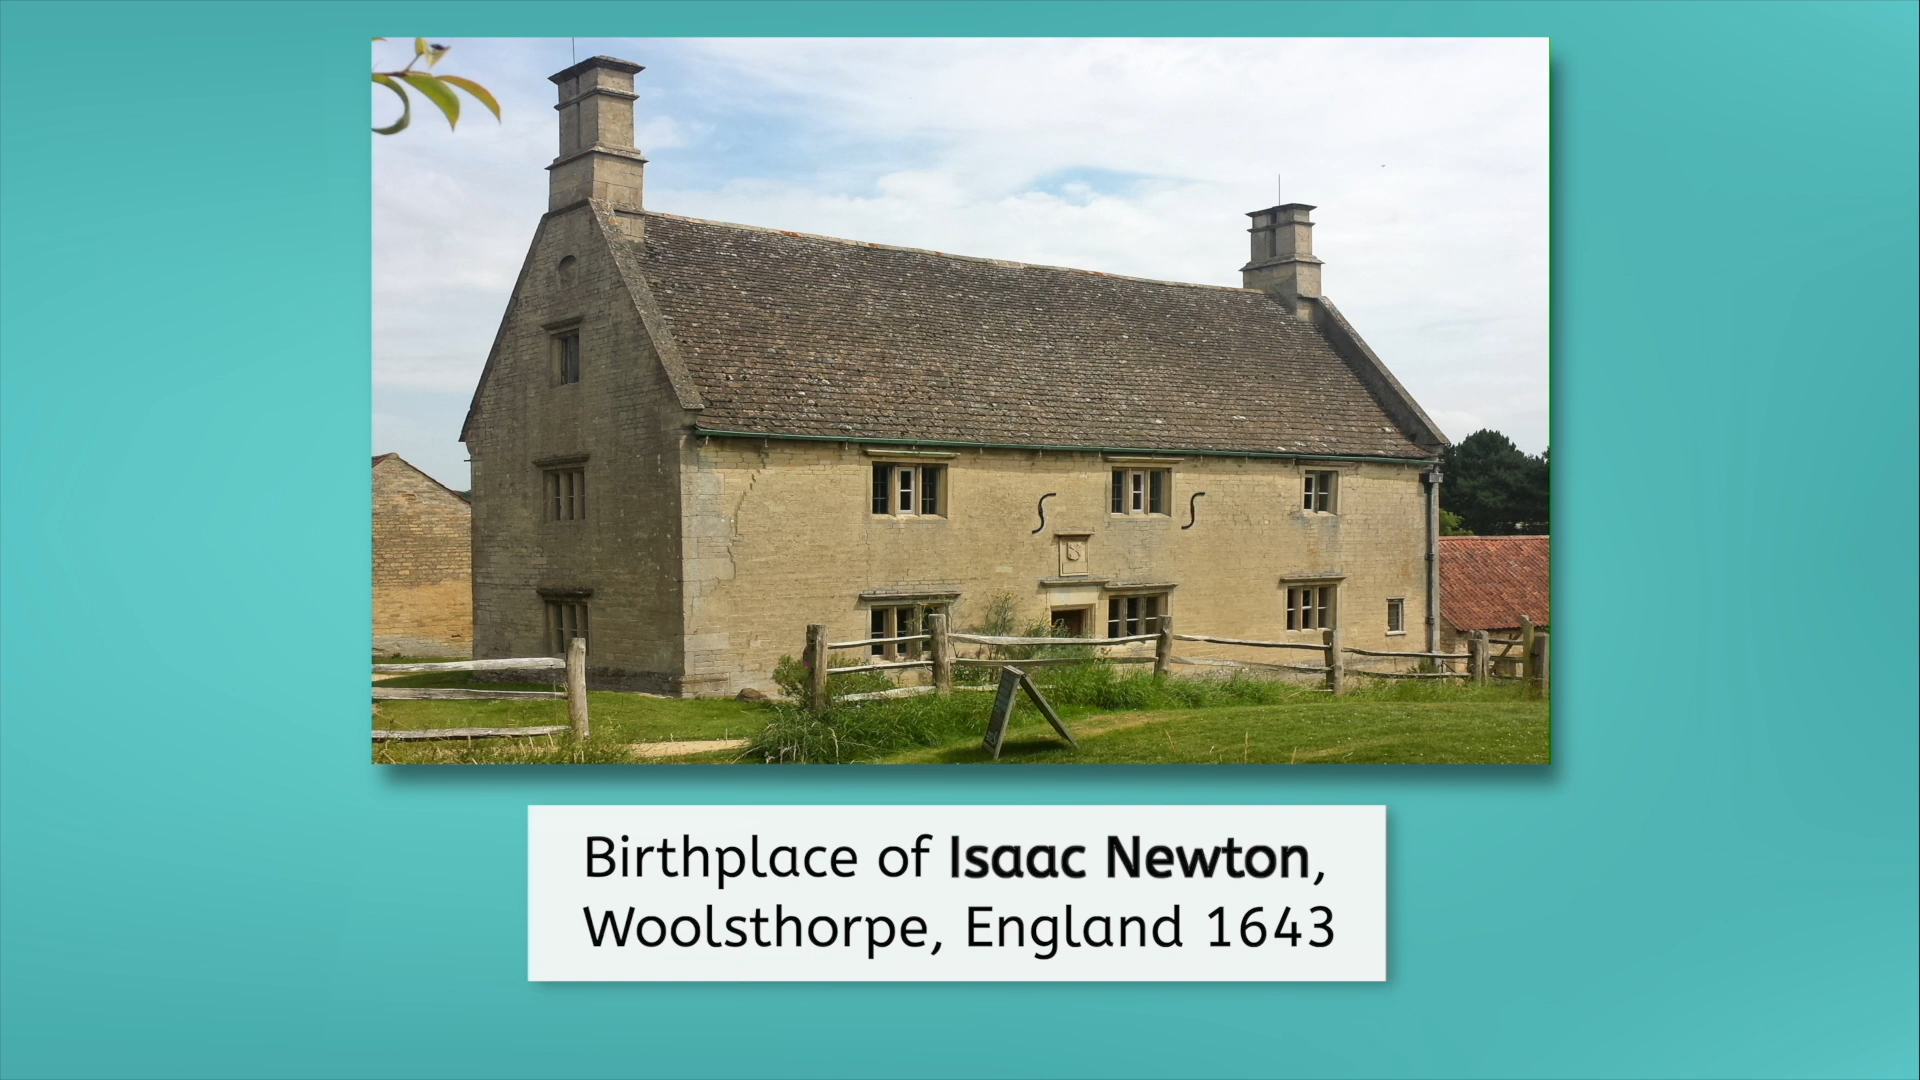 Birthplace of Isaac Newton,
Woolsthorpe, England 1643